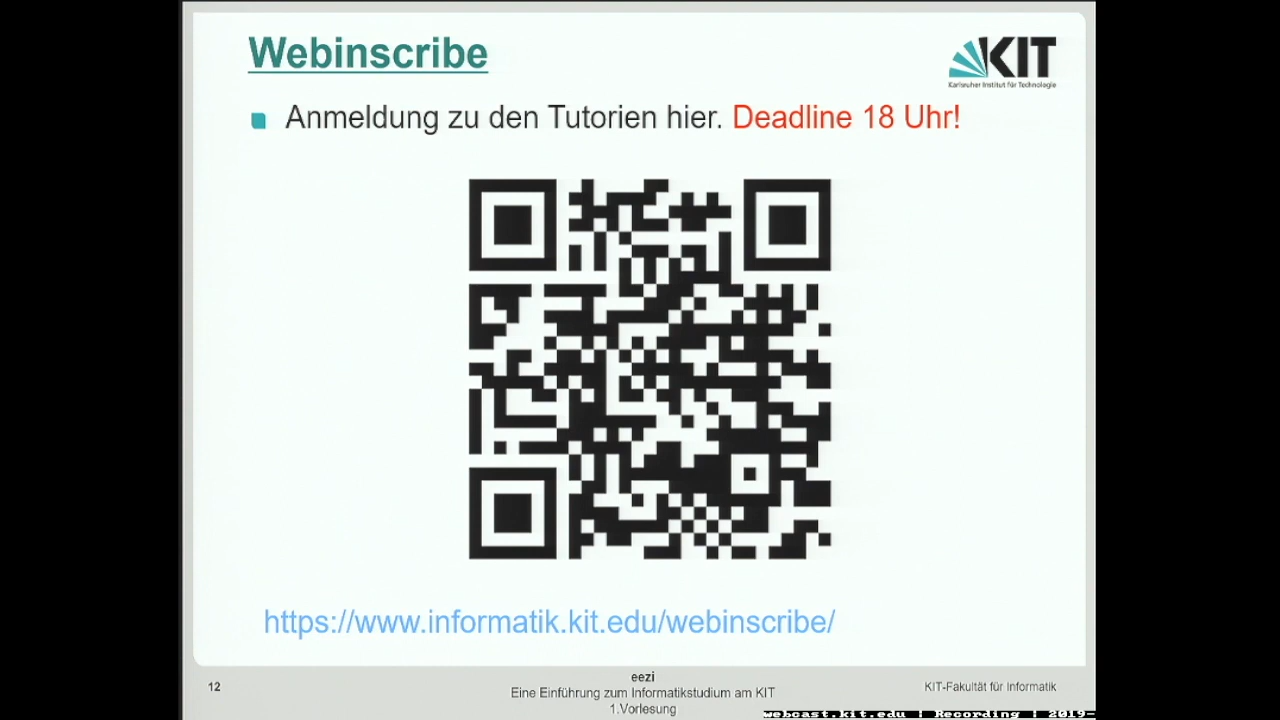 Webinscribe
KIT
Karlsruher Institut für Technologie
Anmeldung zu den Tutorien hier. Deadline 18 Uhr!
https://www.informatik.kit.edu/webinscribe/
12
eezi
Eine Einführung zum Informatikstudium am KIT
1.Vorlesung
KIT-Fakultät für Informatik
webcast.kit.edu | Recording | 2019-